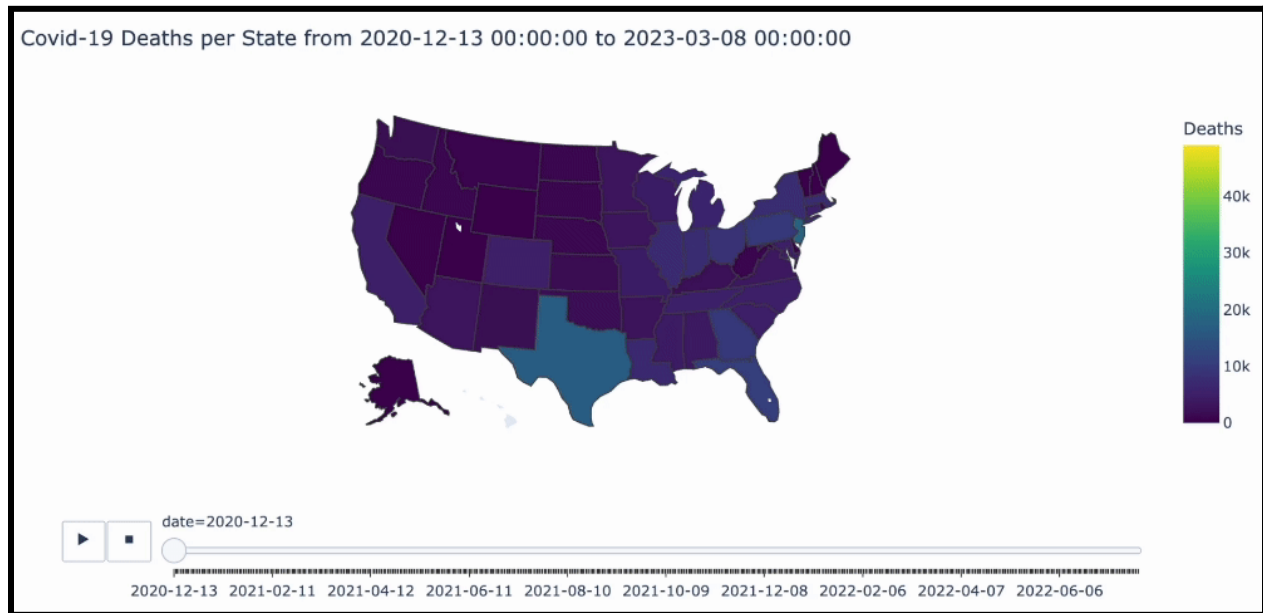 Covid-19 Deaths per State from 2020-12-13 00:00:00 to 2023-03-08 00:00:00
Deaths
40k
30k
20k
10k
0
date=2020-12-13
2020-12-13 2021-02-11 2021-04-12 2021-06-11 2021-08-10 2021-10-09 2021-12-08 2022-02-06 2022-04-07 2022-06-06